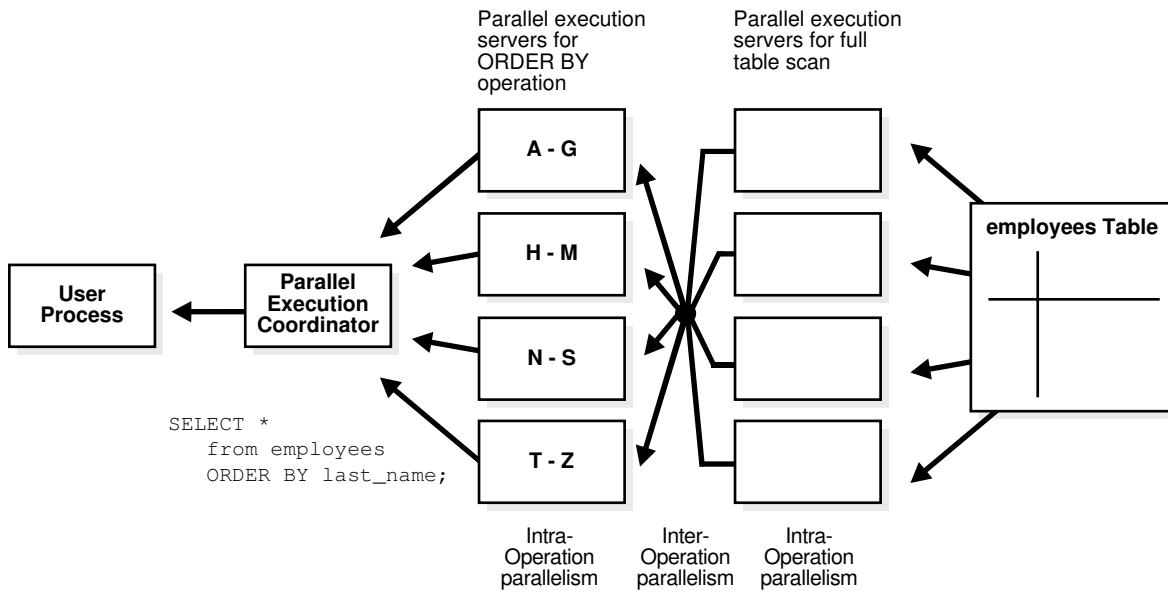 Parallel execution
servers for
ORDER BY
operation
Parallel execution
servers for full
table scan
A - G
H - M
N - S
T - Z
employees Table
User
Process
Parallel
Execution
Coordinator
SELECT *
from employees
ORDER BY last_name;
Intra-
Operation
parallelism
Inter-
Operation
parallelism
Intra-
Operation
parallelism